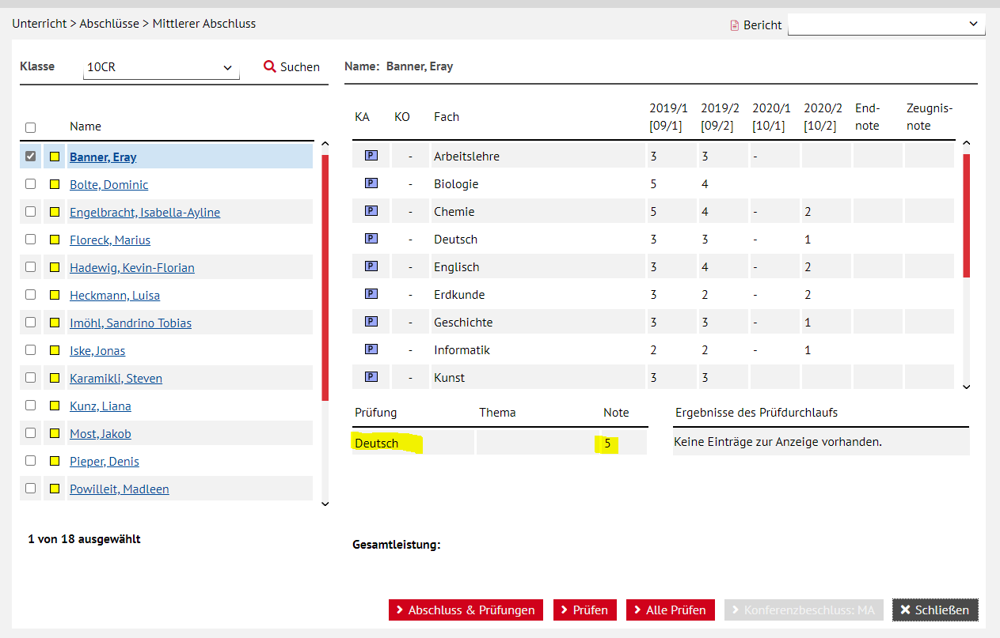 Unterricht > Abschlüsse > Mittlerer Abschluss
Bericht
Klasse 10CR Suchen
Name: Banner, Eray
Name
Banner, Eray
Bolte, Dominic
Engelbracht, Isabella-Ayline
Floreck, Marius
Hadewig, Kevin-Florian
Heckmann, Luisa
Imöhl, Sandrino Tobias
Iske, Jonas
Karamikli, Steven
Kunz, Liana
Most, Jakob
Pieper, Denis
Powilleit, Madleen
1 von 18 ausgewählt
KA KO Fach 2019/1 [09/1] 2019/2 [09/2] 2020/1 [10/1] 2020/2 [10/2] End-note Zeugnis-note
P - Arbeitslehre 3 3 -
P - Biologie 5 4
P - Chemie 5 4 - 2
P - Deutsch 3 3 - 1
P - Englisch 3 4 - 2
P - Erdkunde 3 2 - 2
P - Geschichte 3 3 - 1
P - Informatik 2 2 - 1
P - Kunst 3 3
Prüfung Thema Note
Deutsch 5
Ergebnisse des Prüfdurchlaufs
Keine Einträge zur Anzeige vorhanden.
Gesamtleistung:
Abschluss & Prüfungen Prüfen Alle Prüfen Konferenzbeschluss: MA Schließen